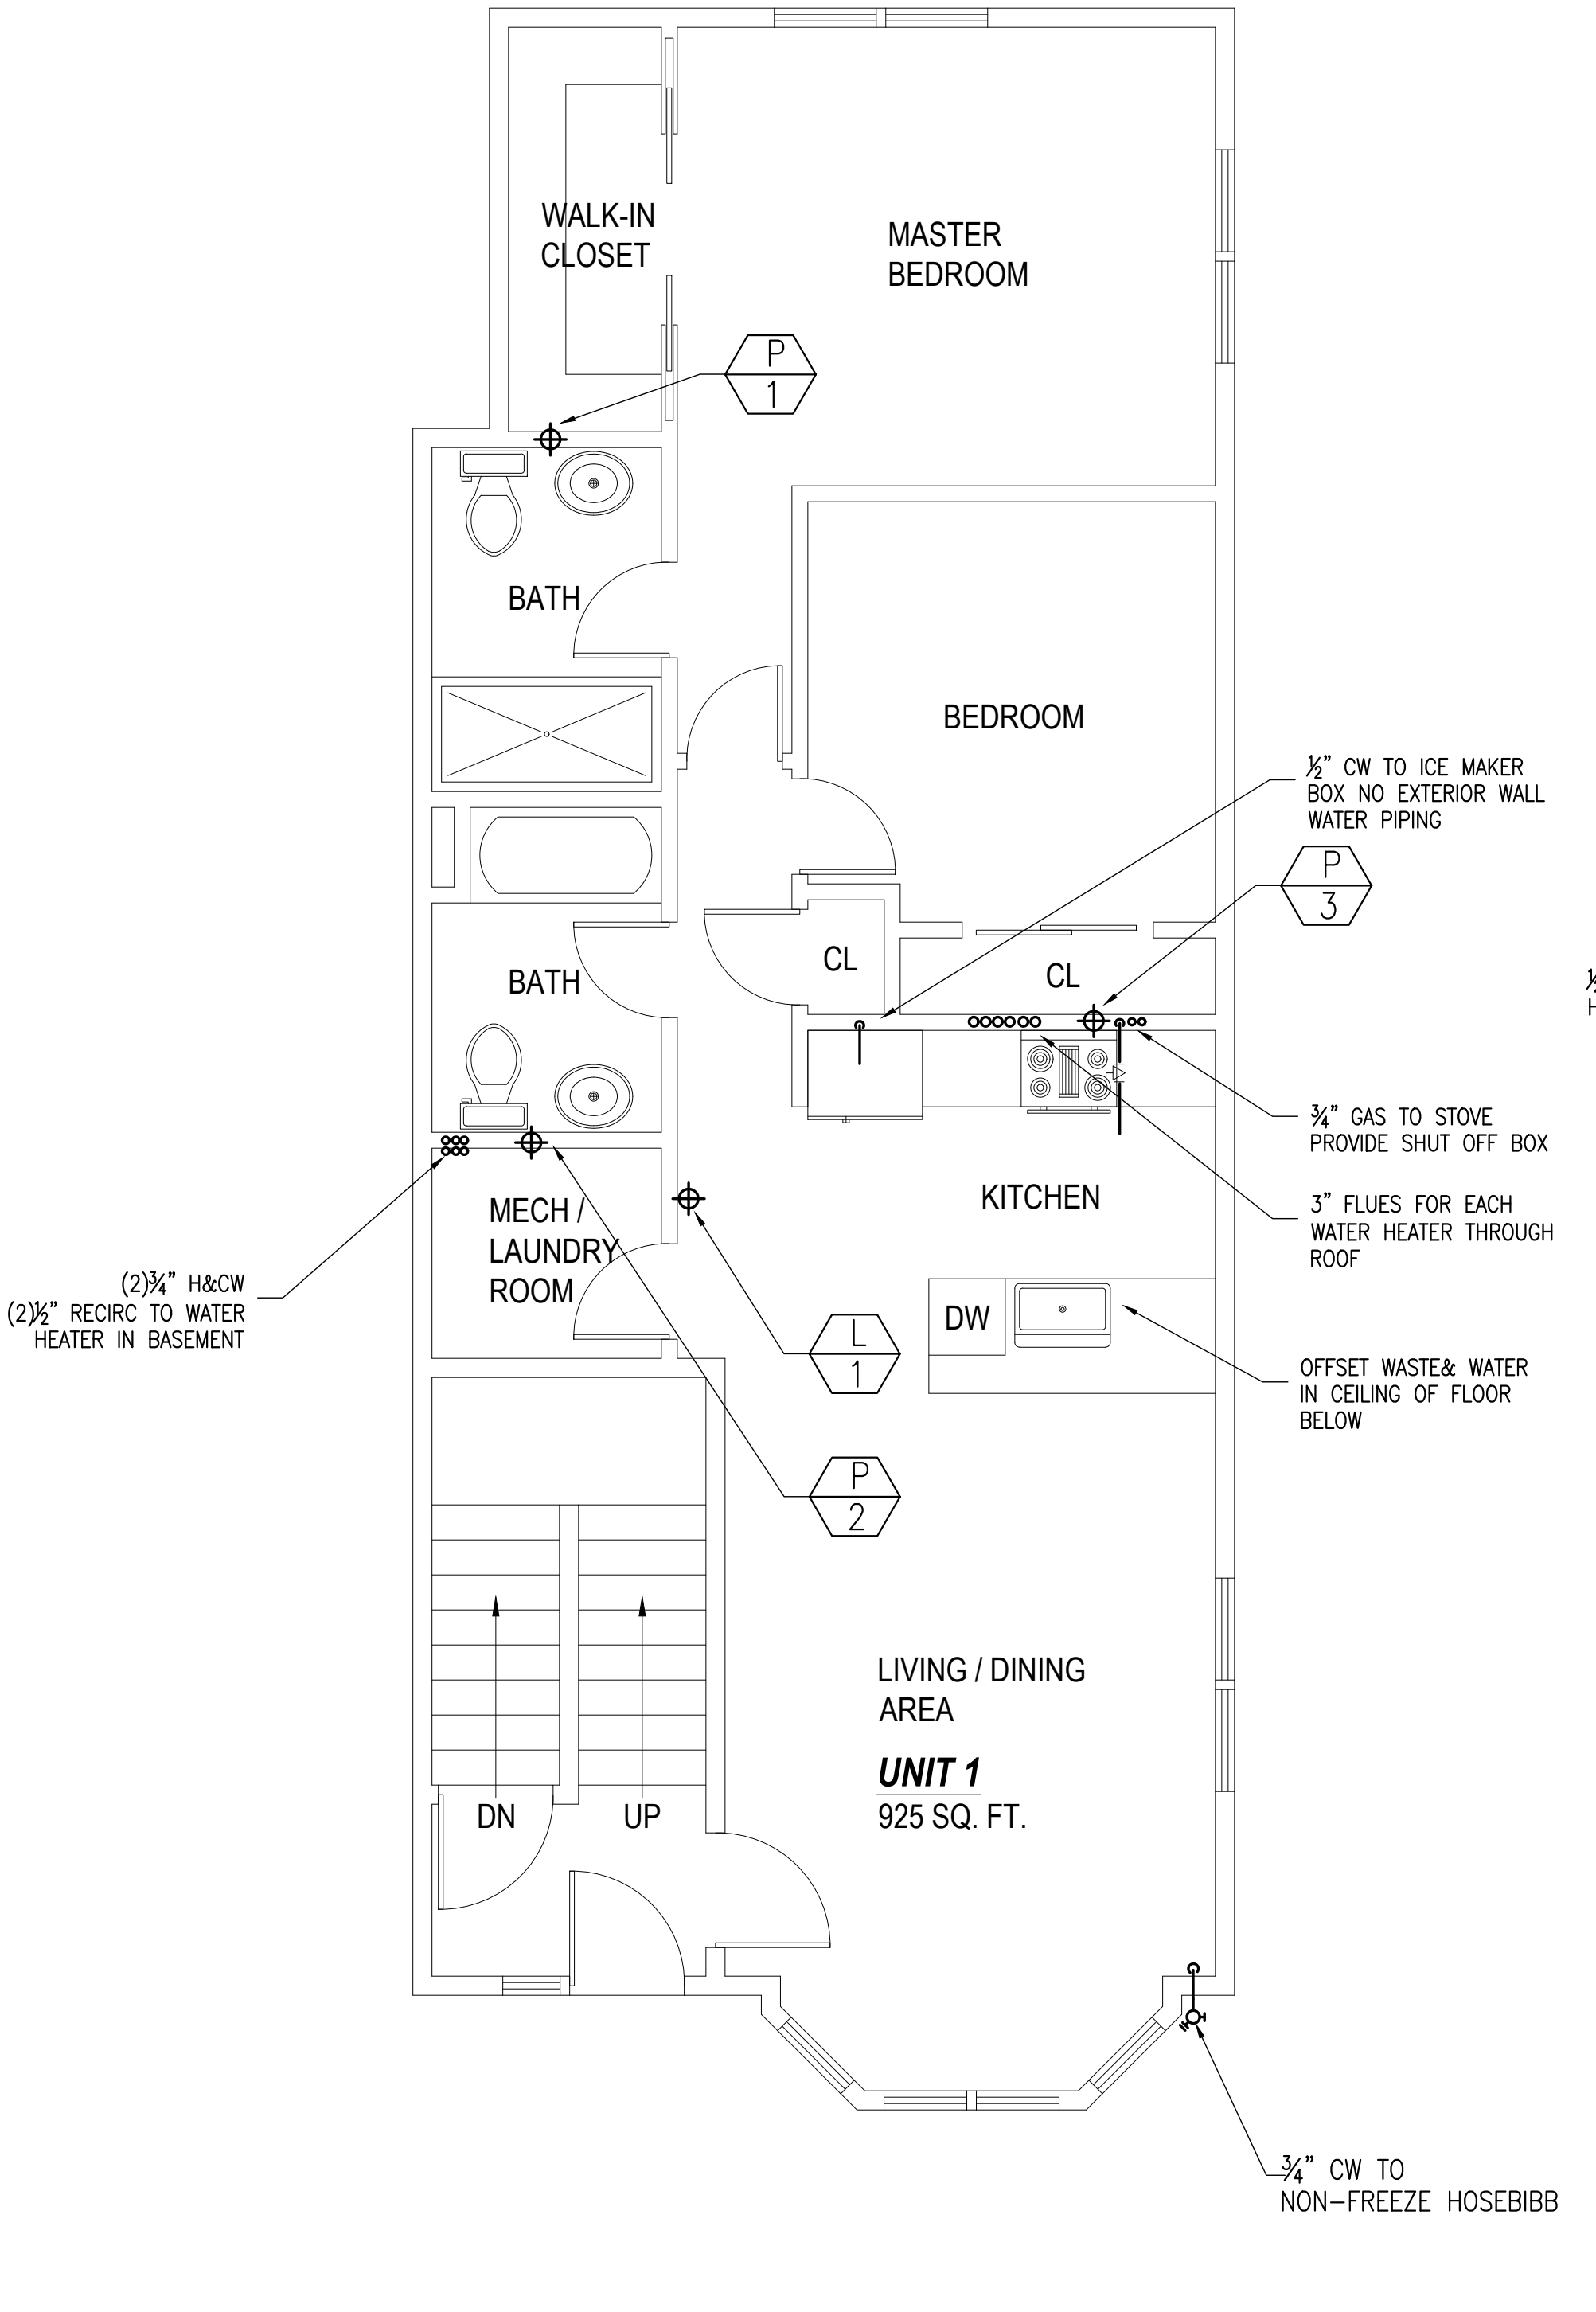 WALK-IN
CLOSET
MASTER
BEDROOM
P
1
BATH
BEDROOM
½” CW TO ICE MAKER
BOX NO EXTERIOR WALL
WATER PIPING
P
3
CL
CL
BATH
¾” GAS TO STOVE
PROVIDE SHUT OFF BOX
3” FLUES FOR EACH
WATER HEATER THROUGH
ROOF
KITCHEN
MECH /
LAUNDRY
ROOM
(2)¾” H&CW
(2)½” RECIRC TO WATER
HEATER IN BASEMENT
DW
L
1
OFFSET WASTE& WATER
IN CEILING OF FLOOR
BELOW
P
2
LIVING / DINING
AREA
UNIT 1
925 SQ. FT.
DN
UP
¾” CW TO
NON-FREEZE HOSEBIBB